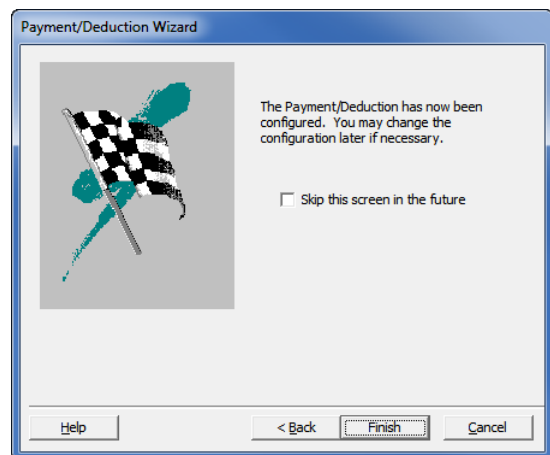 Payment/Deduction Wizard
The Payment/Deduction has now been
configured. You may change the
configuration later if necessary.
Skip this screen in the future
Help
< Back
Finish
Cancel